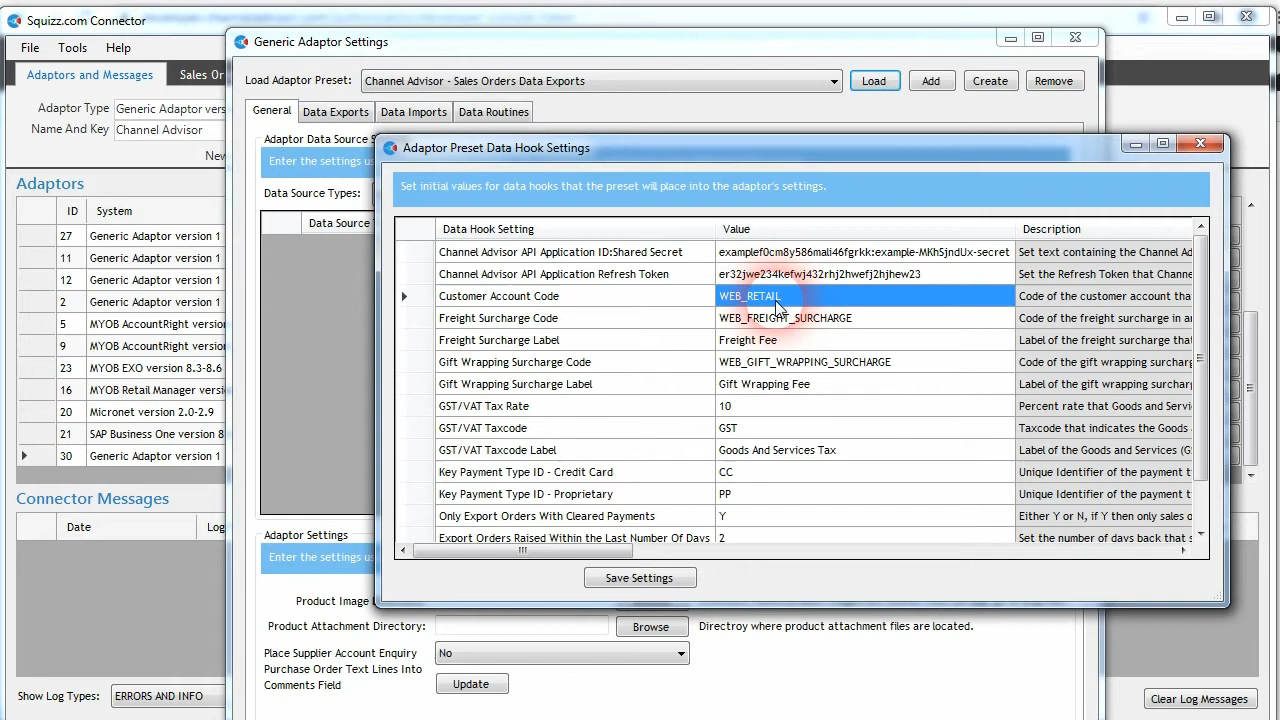 Squizz.com Connector
File Tools Help
Adaptors and Messages Sales Or
Adaptor Type Generic Adaptor vers
Name And Key Channel Advisor
New
Adaptors
ID System
27 Generic Adaptor version 1
11 Generic Adaptor version 1
12 Generic Adaptor version 1
2 Generic Adaptor version 1
5 MYOB AccountRight version
9 MYOB AccountRight version
23 MYOB EXO version 8.3-8.6
16 MYOB Retail Manager version
20 Micronet version 2.0-2.9
21 SAP Business One version 8
30 Generic Adaptor version 1
Connector Messages
Date Log
Show Log Types: ERRORS AND INFO
Clear Log Messages
Generic Adaptor Settings
Load Adaptor Preset: Channel Advisor - Sales Orders Data Exports Load Add Create Remove
General Data Exports Data Imports Data Routines
Adaptor Data Source S
Enter the settings us
Data Source Types:
Data Source T
Adaptor Settings
Enter the settings us
Product Image
Product Attachment Directory: Browse Directroy where product attachment files are located.
Place Supplier Account Enquiry No
Purchase Order Text Lines Into
Comments Field Update
Adaptor Preset Data Hook Settings
Set initial values for data hooks that the preset will place into the adaptor's settings.
Data Hook Setting Value Description
Channel Advisor API Application ID:Shared Secret examplef0cm8y586mali46fgrkk:example-MKhSjndUx-secret Set text containing the Channel Ad
Channel Advisor API Application Refresh Token er32jwe234kefwj432rhj2hwefj2hjhew23 Set the Refresh Token that Channe
Customer Account Code WEB_RETAIL Code of the customer account tha
Freight Surcharge Code WEB_FREIGHT_SURCHARGE Code of the freight surcharge in a
Freight Surcharge Label Freight Fee Label of the freight surcharge tha
Gift Wrapping Surcharge Code WEB_GIFT_WRAPPING_SURCHARGE Code of the gift wrapping surchar
Gift Wrapping Surcharge Label Gift Wrapping Fee Label of the gift wrapping surchar
GST/VAT Tax Rate 10 Percent rate that Goods and Servi
GST/VAT Taxcode GST Taxcode that indicates the Goods
GST/VAT Taxcode Label Goods And Services Tax Label of the Goods and Services (G
Key Payment Type ID - Credit Card CC Unique Identifier of the payment t
Key Payment Type ID - Proprietary PP Unique Identifier of the payment t
Only Export Orders With Cleared Payments Y Either Y or N, if Y then only sales o
Export Orders Raised Within the Last Number Of Days 2 Set the number of days back that s
Save Settings